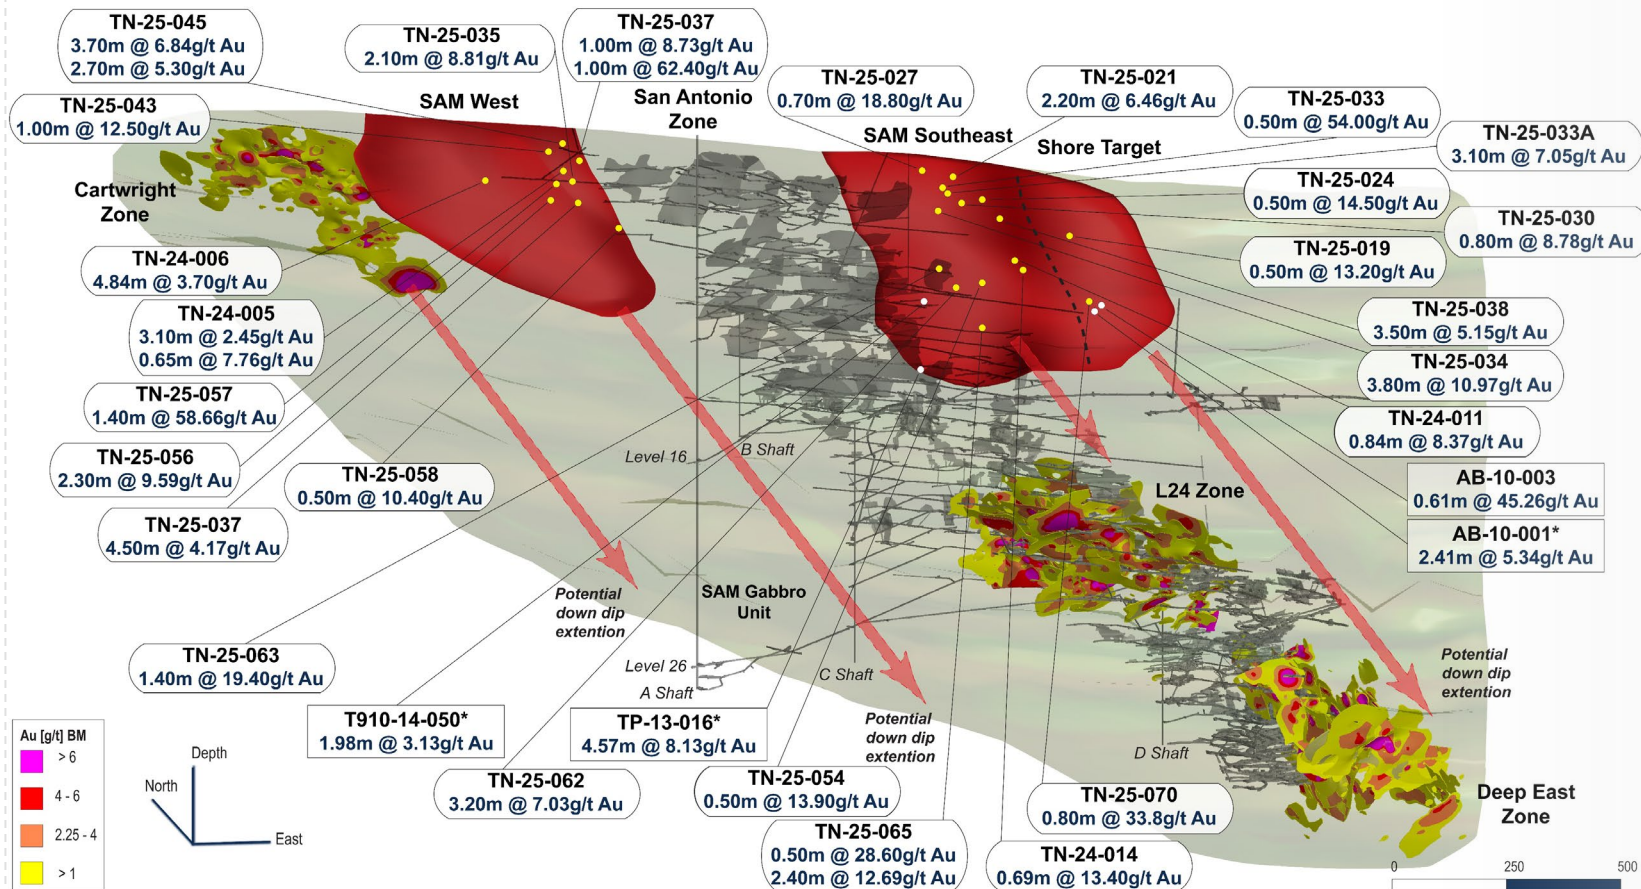 TN-25-045
3.70m @ 6.84g/t Au
2.70m @ 5.30g/t Au
TN-25-035
2.10m @ 8.81g/t Au
TN-25-037
1.00m @ 8.73g/t Au
1.00m @ 62.40g/t Au
TN-25-027
0.70m @ 18.80g/t Au
TN-25-021
2.20m @ 6.46g/t Au
TN-25-033
0.50m @ 54.00g/t Au
TN-25-033A
3.10m @ 7.05g/t Au
TN-25-043
1.00m @ 12.50g/t Au
SAM West
San Antonio
Zone
SAM Southeast
Shore Target
TN-25-024
0.50m @ 14.50g/t Au
TN-25-030
0.80m @ 8.78g/t Au
Cartwright
Zone
TN-25-019
0.50m @ 13.20g/t Au
TN-24-006
4.84m @ 3.70g/t Au
TN-24-005
3.10m @ 2.45g/t Au
0.65m @ 7.76g/t Au
TN-25-038
3.50m @ 5.15g/t Au
TN-25-034
3.80m @ 10.97g/t Au
TN-25-057
1.40m @ 58.66g/t Au
TN-24-011
0.84m @ 8.37g/t Au
TN-25-056
2.30m @ 9.59g/t Au
TN-25-058
0.50m @ 10.40g/t Au
Level 16
B Shaft
L24 Zone
AB-10-003
0.61m @ 45.26g/t Au
TN-25-037
4.50m @ 4.17g/t Au
AB-10-001*
2.41m @ 5.34g/t Au
Potential
down dip
extention
SAM Gabbro
Unit
TN-25-063
1.40m @ 19.40g/t Au
Level 26
A Shaft
C Shaft
Potential
down dip
extention
T910-14-050*
1.98m @ 3.13g/t Au
TP-13-016*
4.57m @ 8.13g/t Au
Potential
down dip
extention
D Shaft
Au [g/t] BM
> 6
4 - 6
2.25 - 4
> 1
Depth
North
East
TN-25-062
3.20m @ 7.03g/t Au
TN-25-054
0.50m @ 13.90g/t Au
TN-25-070
0.80m @ 33.8g/t Au
Deep East
Zone
TN-25-065
0.50m @ 28.60g/t Au
2.40m @ 12.69g/t Au
TN-24-014
0.69m @ 13.40g/t Au
0 250 500